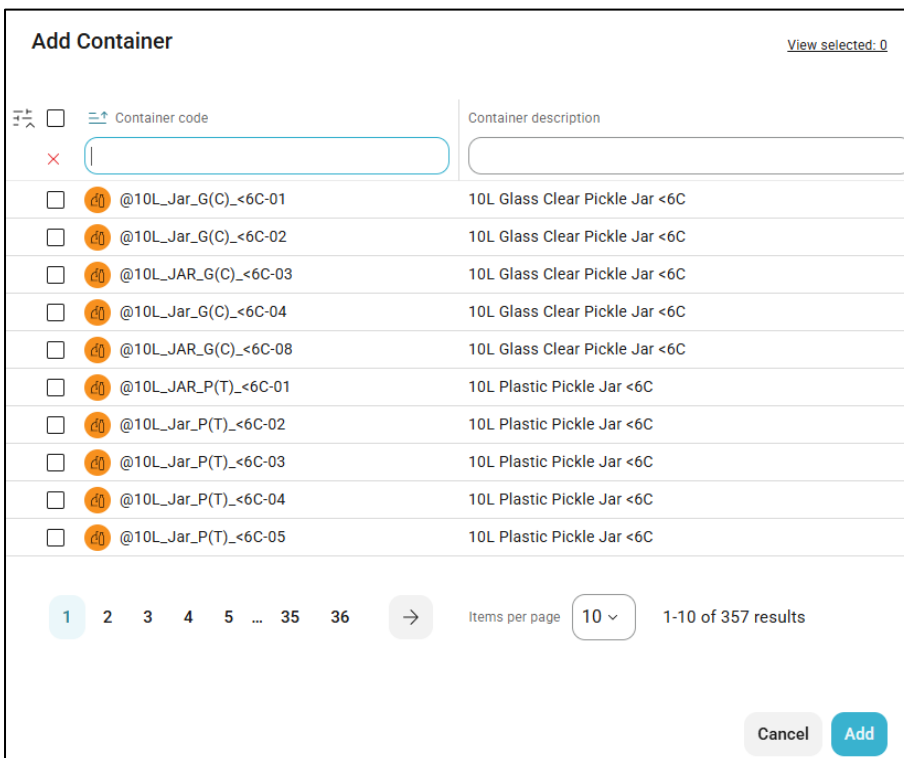 Add Container
View selected: 0
Container code Container description
@10L_Jar_G(C)_<6C-01 10L Glass Clear Pickle Jar <6C
@10L_Jar_G(C)_<6C-02 10L Glass Clear Pickle Jar <6C
@10L_JAR_G(C)_<6C-03 10L Glass Clear Pickle Jar <6C
@10L_Jar_G(C)_<6C-04 10L Glass Clear Pickle Jar <6C
@10L_JAR_G(C)_<6C-08 10L Glass Clear Pickle Jar <6C
@10L_JAR_P(T)_<6C-01 10L Plastic Pickle Jar <6C
@10L_Jar_P(T)_<6C-02 10L Plastic Pickle Jar <6C
@10L_Jar_P(T)_<6C-03 10L Plastic Pickle Jar <6C
@10L_Jar_P(T)_<6C-04 10L Plastic Pickle Jar <6C
@10L_Jar_P(T)_<6C-05 10L Plastic Pickle Jar <6C
1 2 3 4 5 ... 35 36 → Items per page 10 1-10 of 357 results
Cancel Add